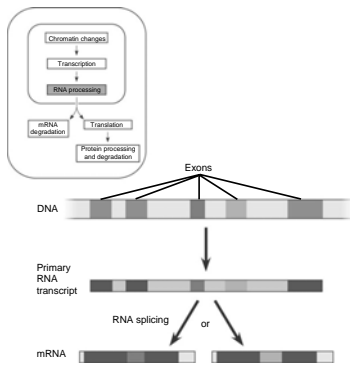 Chromatin changes
Transcription
RNA processing
mRNA
degradation
Translation
Protein processing
and degradation
Exons
DNA
Primary
RNA
transcript
RNA splicing
or
mRNA